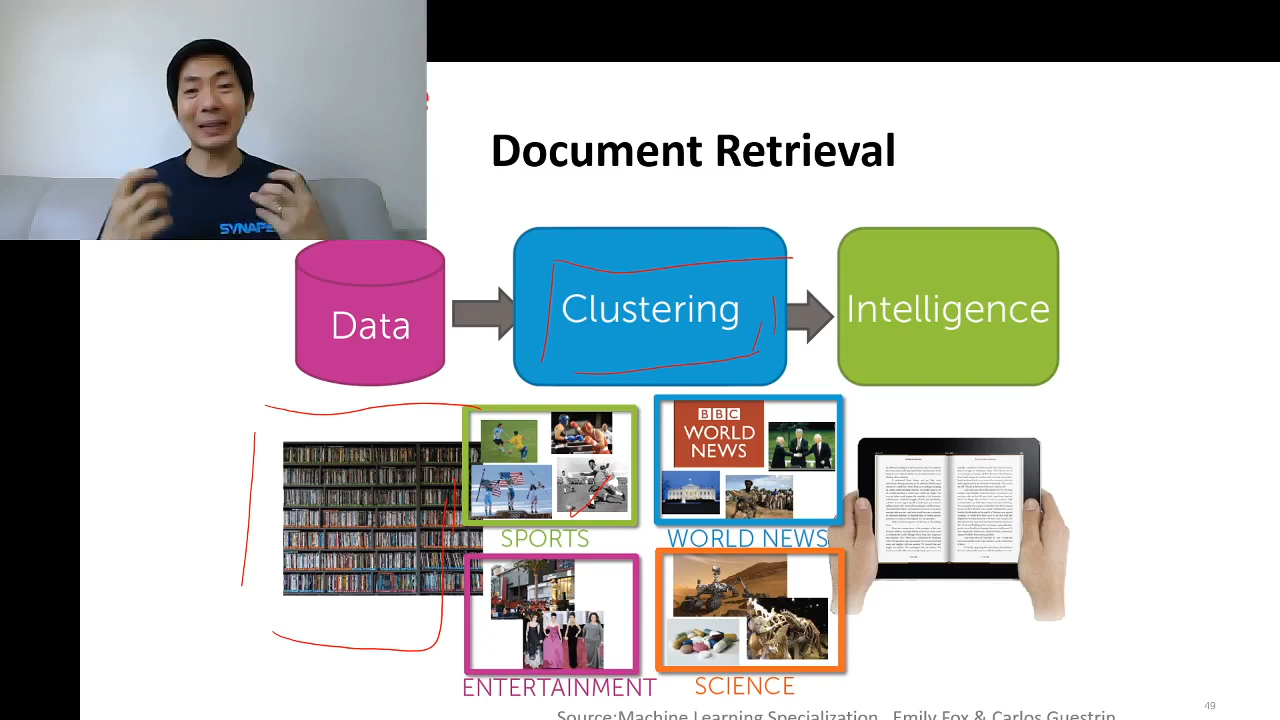 Document Retrieval
Data
Clustering
Intelligence
BBC
WORLD
NEWS
SPORTS
WORLD NEWS
ENTERTAINMENT
SCIENCE
49
Source:Machine Learning Specialization, Emily Fox & Carlos Guestrin